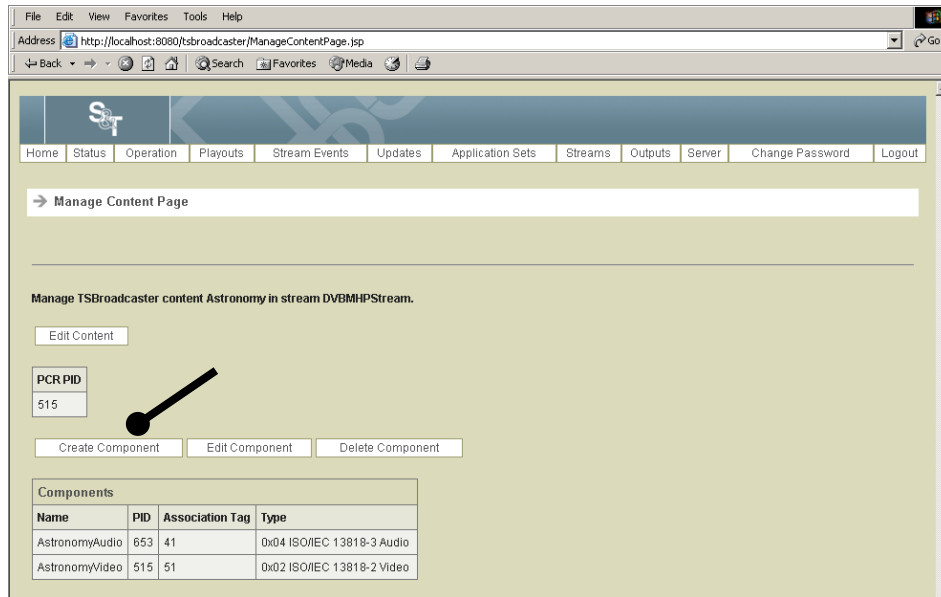 File Edit View Favorites Tools Help
Address http://localhost:8080/tsbroadcaster/ManageContentPage.jsp Go
Back Search Favorites Media
S&T
Home Status Operation Playouts Stream Events Updates Application Sets Streams Outputs Server Change Password Logout
Manage Content Page
Manage TSBroadcaster content Astronomy in stream DVBMHPStream.
Edit Content
PCR PID
515
Create Component Edit Component Delete Component
Components
Name PID Association Tag Type
AstronomyAudio 653 41 0x04 ISO/IEC 13818-3 Audio
AstronomyVideo 515 51 0x02 ISO/IEC 13818-2 Video